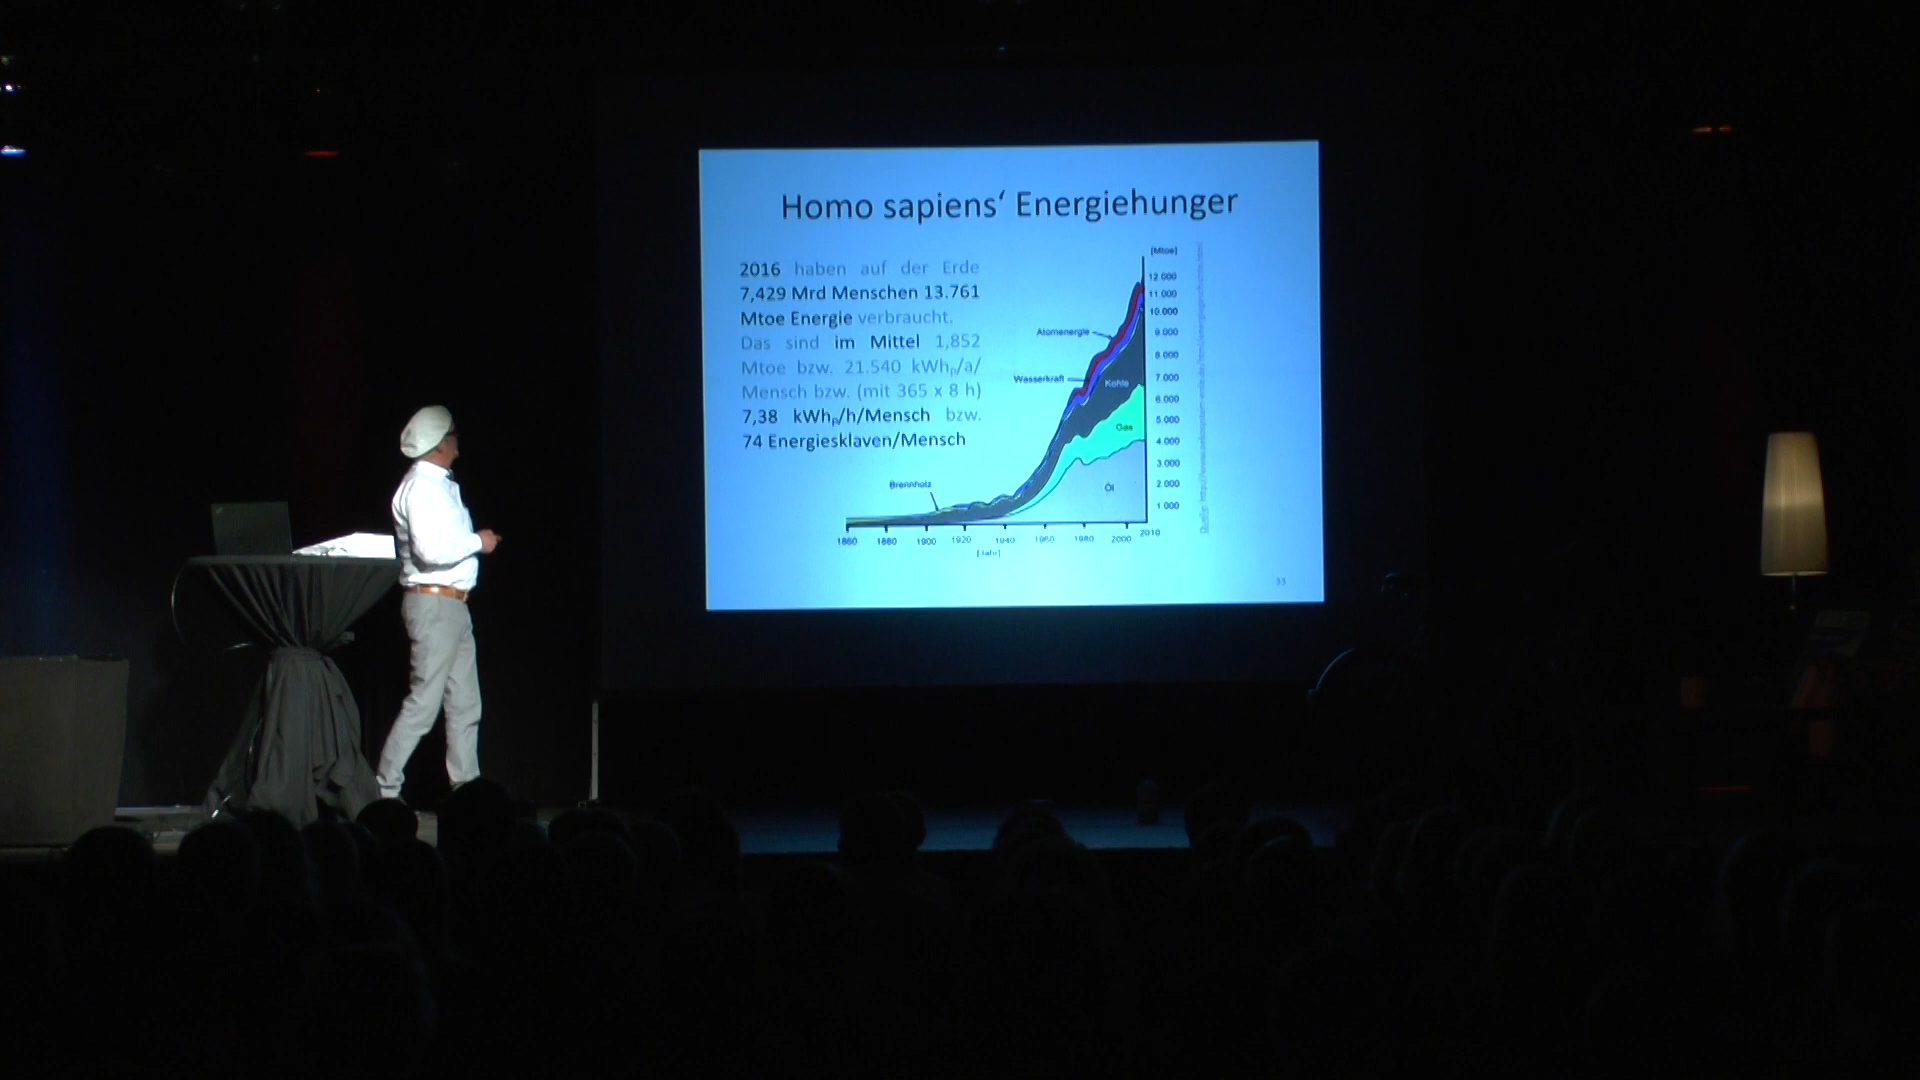 Homo sapiens‘ Energiehunger
2016 haben auf der Erde
7,429 Mrd Menschen 13.761
Mtoe Energie verbraucht.
Das sind im Mittel 1,852
Mtoe bzw. 21.540 kWhp/a/
Mensch bzw. (mit 365 x 8 h)
7,38 kWhp/h/Mensch bzw.
74 Energiesklaven/Mensch
[Mtoe]
12 000
11 000
10.000
9.000
8.000
7 000
6 000
5 000
4 000
3 000
2 000
1 000
Atomenergie
Wasserkraft
Kohle
Gas
Öl
Brennholz
1860 1880 1900 1920 1940 1960 1980 2000 2010
[Jahr]
33